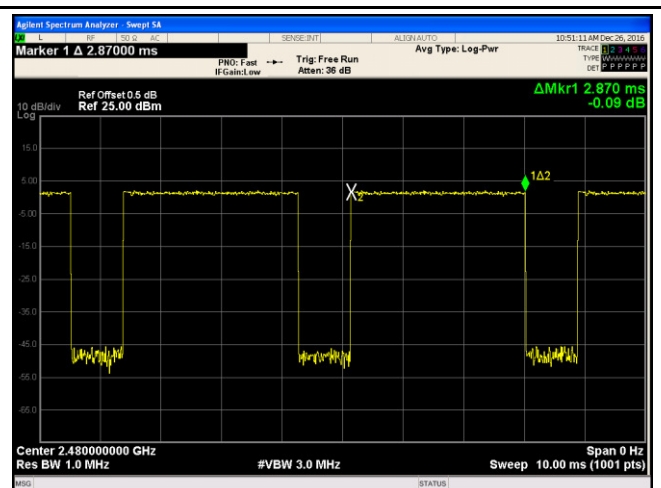 Agilent Spectrum Analyzer - Swept SA
L RF 50 Ω AC SENSE:INT ALIGN AUTO 10:51:11 AM Dec 26, 2016
Marker 1 Δ 2.87000 ms
PNO: Fast Trig: Free Run Avg Type: Log-Pwr TRACE 1 2 3 4 5 6
IFGain:Low Atten: 36 dB TYPE WWWWWW
DET P P P P P P
ΔMkr1 2.870 ms
-0.09 dB
Ref Offset 0.5 dB
10 dB/div Ref 25.00 dBm
Log
15.0
5.00
1Δ2
X2
-5.00
-15.0
-25.0
-35.0
-45.0
-55.0
-65.0
Center 2.480000000 GHz Span 0 Hz
Res BW 1.0 MHz #VBW 3.0 MHz Sweep 10.00 ms (1001 pts)
MSG STATUS